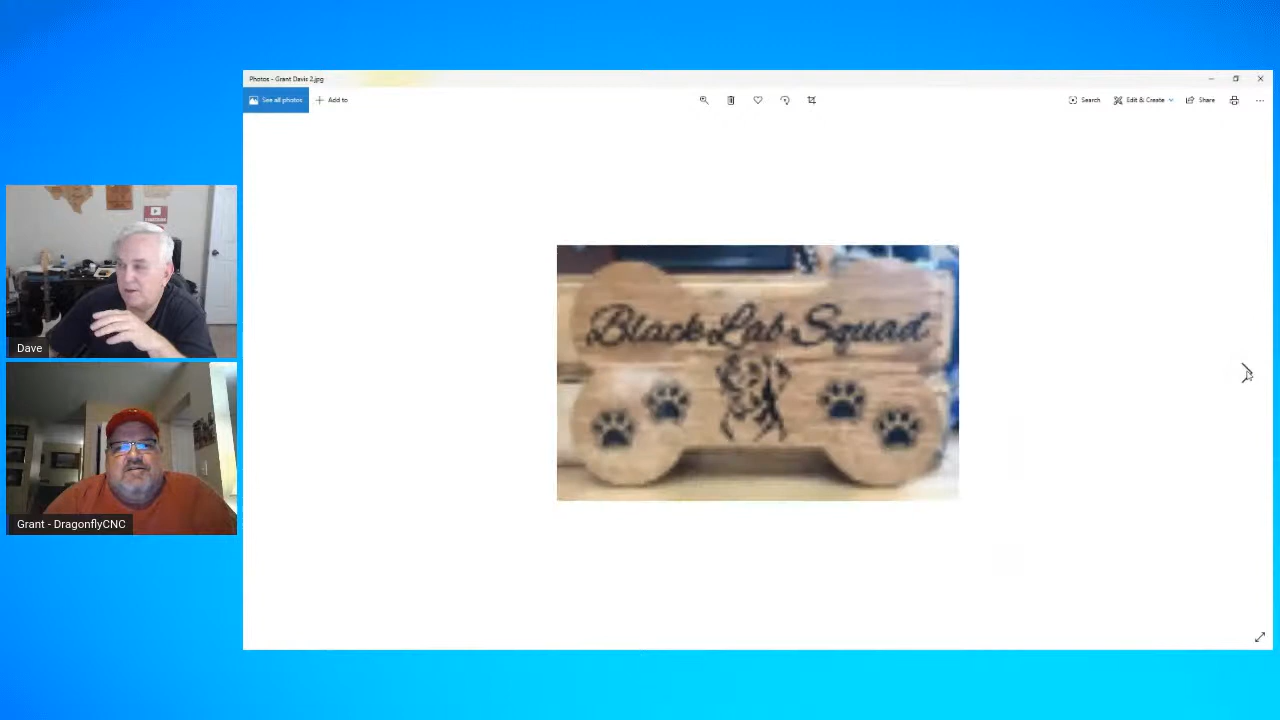 Photos - Grant Davis 2.jpg
See all photos
Add to
Search
Edit & Create
Share
Black Lab Squad
Dave
Grant - DragonflyCNC